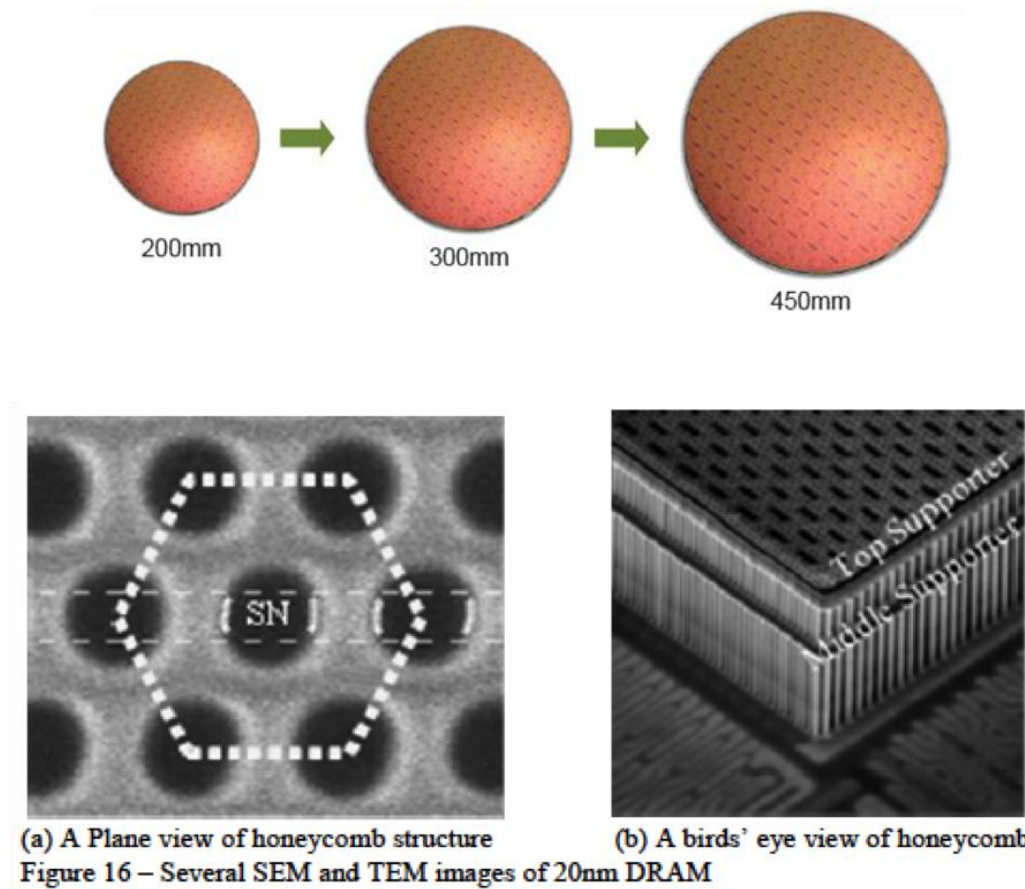 200mm
300mm
450mm
SN
Top Supporter
Middle Supporter
(a) A Plane view of honeycomb structure
(b) A birds’ eye view of honeycomb
Figure 16 – Several SEM and TEM images of 20nm DRAM